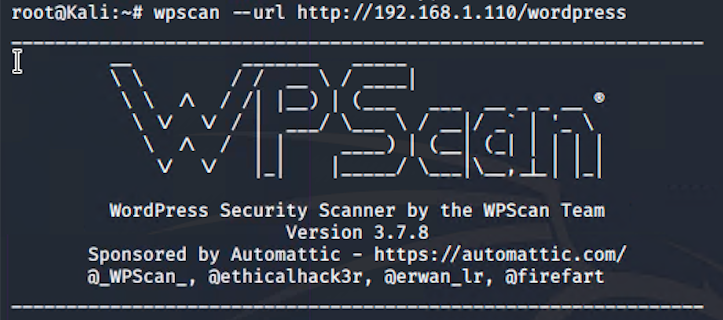 root@Kali:~# wpscan --url http://192.168.1.110/wordpress
WPScan®
WordPress Security Scanner by the WPScan Team
Version 3.7.8
Sponsored by Automattic - https://automattic.com/
@_WPScan_, @ethicalhack3r, @erwan_lr, @firefart